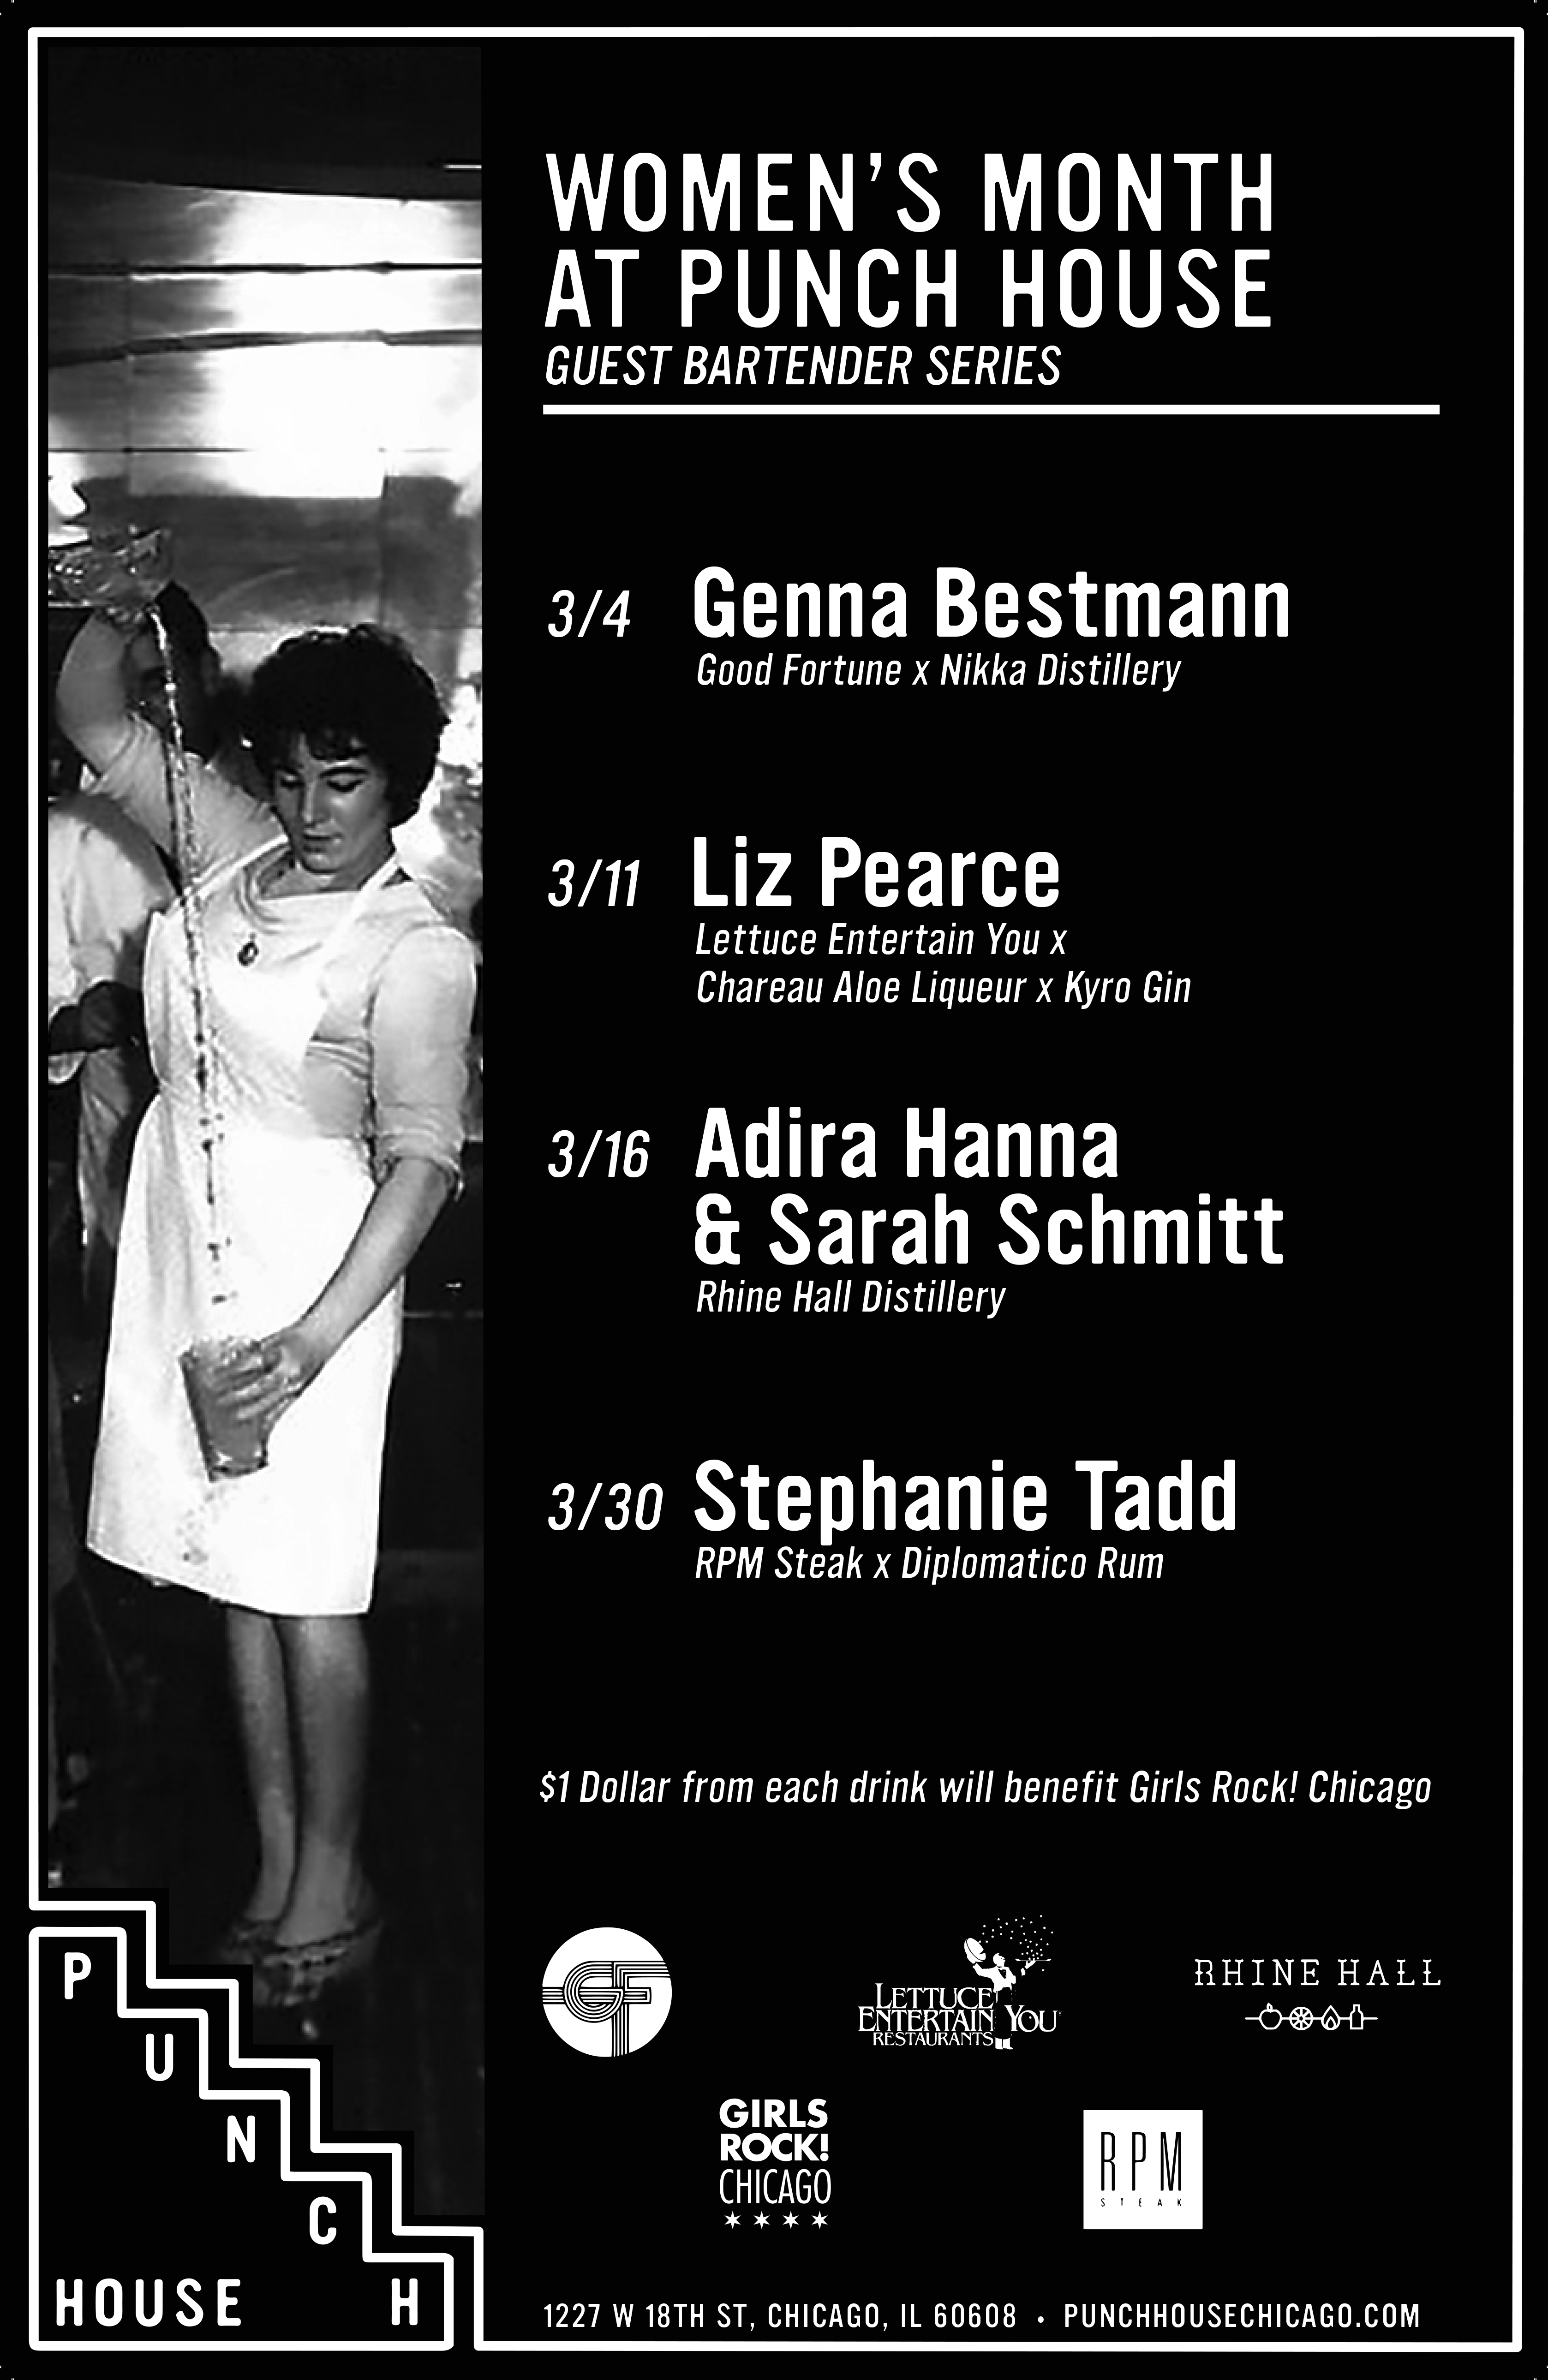 WOMEN'S MONTH
AT PUNCH HOUSE
GUEST BARTENDER SERIES
3/4 Genna Bestmann
Good Fortune x Nikka Distillery
3/11 Liz Pearce
Lettuce Entertain You x
Chareau Aloe Liqueur x Kyro Gin
3/16 Adira Hanna
& Sarah Schmitt
Rhine Hall Distillery
3/30 Stephanie Tadd
RPM Steak x Diplomatico Rum
$1 Dollar from each drink will benefit Girls Rock! Chicago
GF
LETTUCE
ENTERTAIN YOU
RESTAURANTS
RHINE HALL
GIRLS
ROCK!
CHICAGO
RPM
STEAK
P
U
N
C
HOUSE H
1227 W 18TH ST, CHICAGO, IL 60608 • PUNCHHOUSECHICAGO.COM